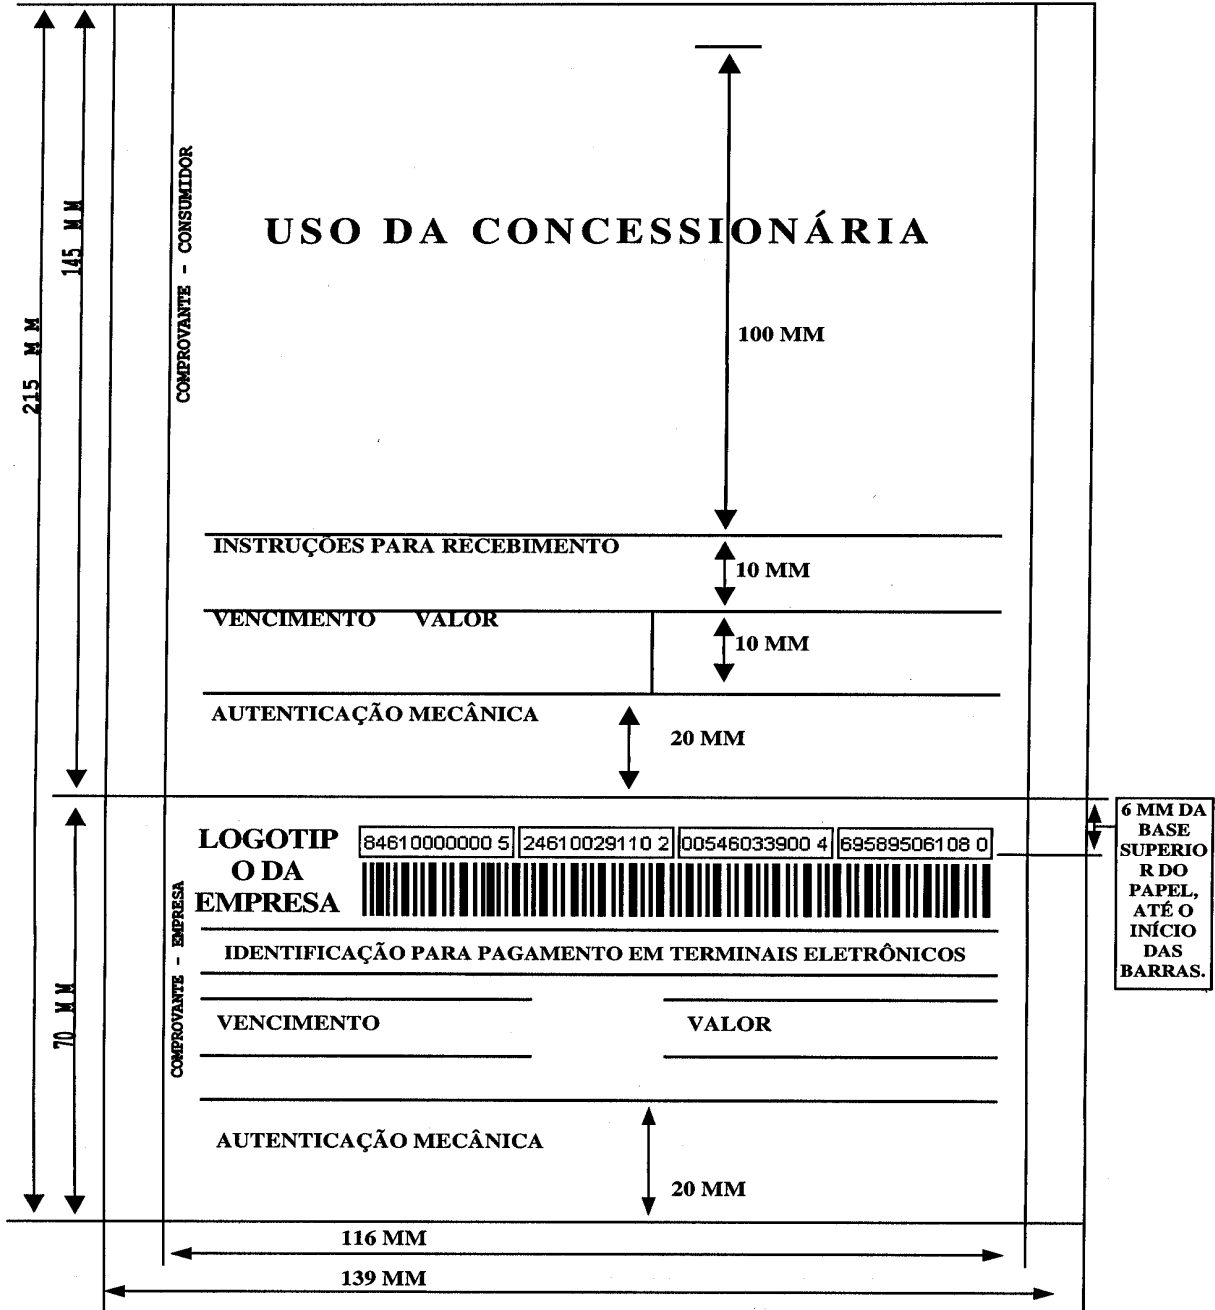 USO DA CONCESSIONÁRIA
COMPROVANTE - CONSUMIDOR
145 MM
215 MM
100 MM
INSTRUÇÕES PARA RECEBIMENTO
10 MM
VENCIMENTO VALOR
10 MM
AUTENTICAÇÃO MECÂNICA
20 MM
LOGOTIP
O DA
EMPRESA
84610000000 5 24610029110 2 00546033900 4 69589506108 0
6 MM DA
BASE
SUPERIO
R DO
PAPEL,
ATÉ O
INÍCIO
DAS
BARRAS.
COMPROVANTE - EMPRESA
70 MM
IDENTIFICAÇÃO PARA PAGAMENTO EM TERMINAIS ELETRÔNICOS
VENCIMENTO VALOR
AUTENTICAÇÃO MECÂNICA
20 MM
116 MM
139 MM